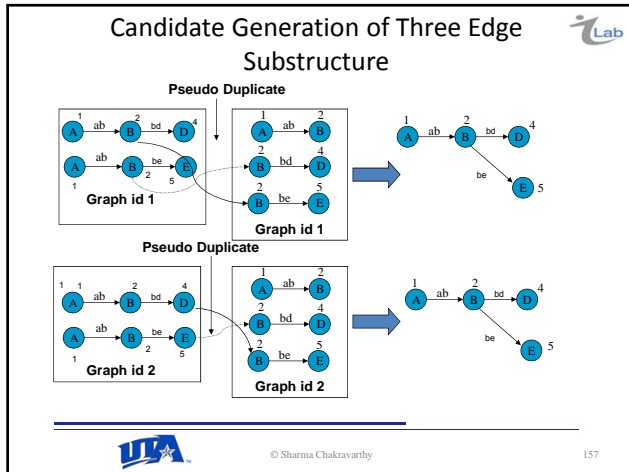 Candidate Generation of Three Edge
Substructure
iLab
Pseudo Duplicate
1 ab 2 bd 4
A B D
A ab B be E
1 2 5
Graph id 1
1 2
A ab B
2 4
B bd D
2 5
B be E
Graph id 1
1 2
A ab B bd D 4
be
E 5
Pseudo Duplicate
1 1 2 4
A ab B bd D
A ab B be E
1 2 5
Graph id 2
1 2
A ab B
2 4
B bd D
2 5
B be E
Graph id 2
1 2
A ab B bd D 4
be
E 5
UTA
© Sharma Chakravarthy
157